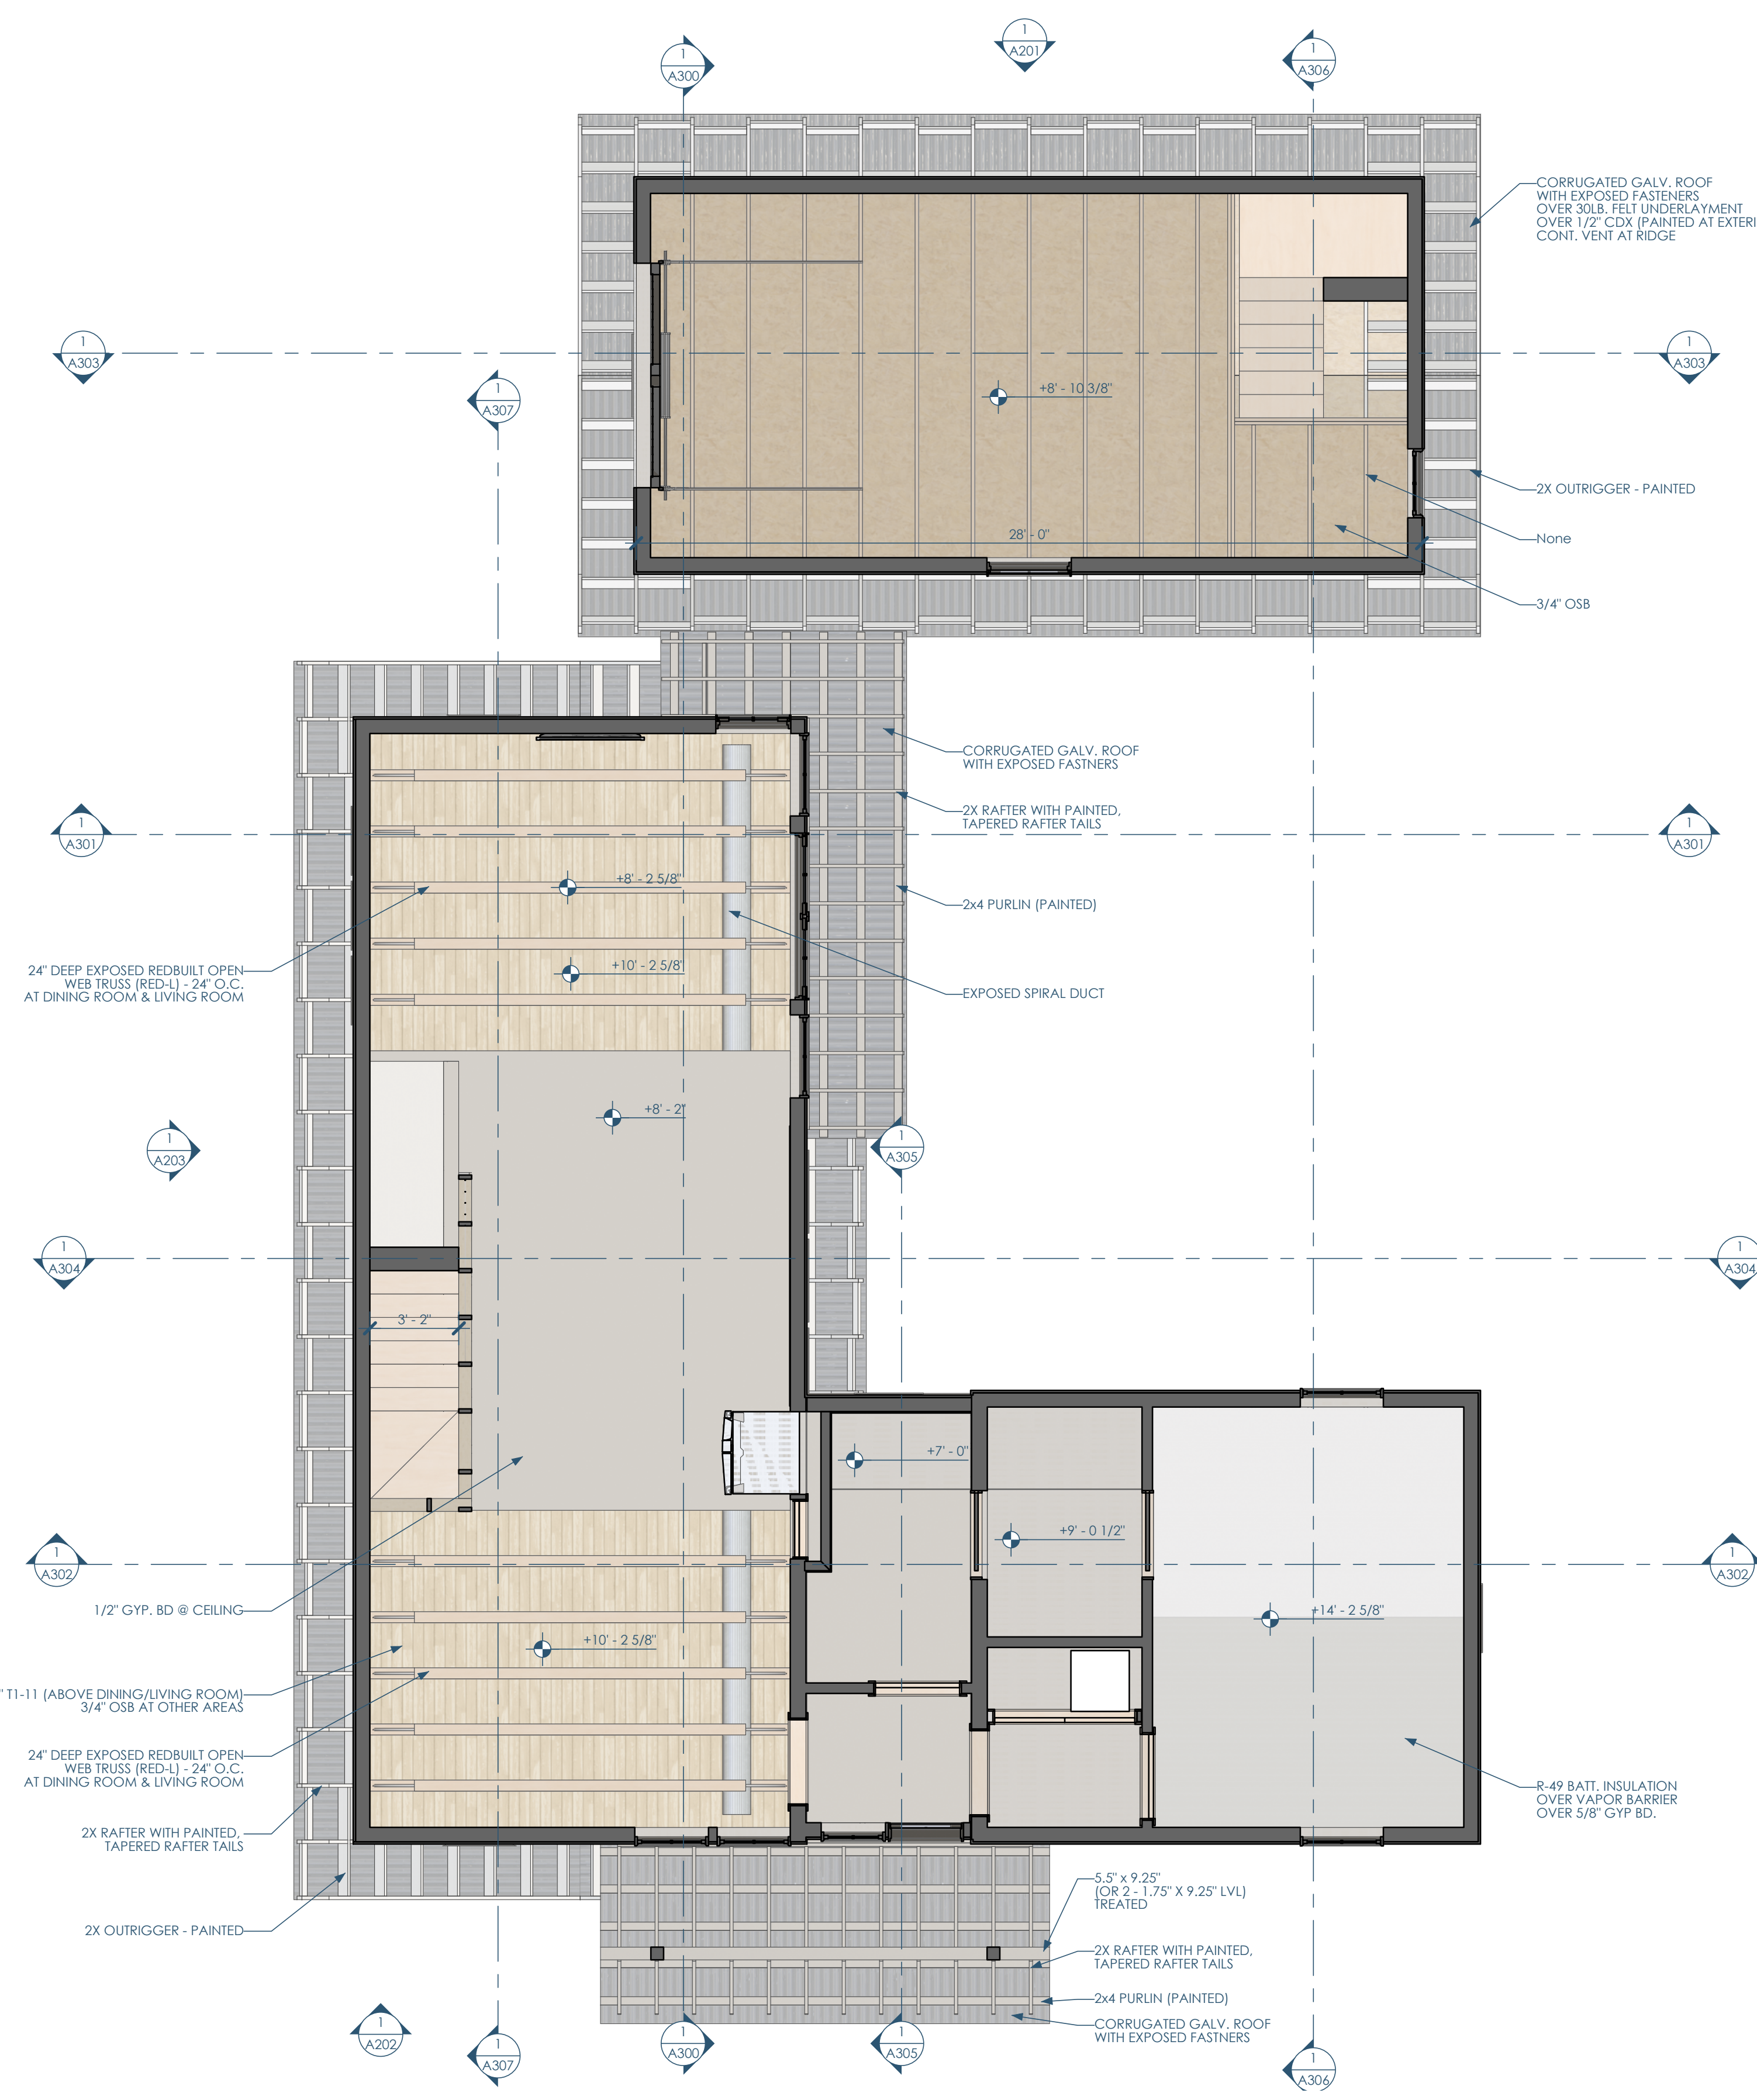 1
A300
1
A201
1
A306
CORRUGATED GALV. ROOF
WITH EXPOSED FASTENERS
OVER 30LB. FELT UNDERLAYMENT
OVER 1/2" CDX (PAINTED AT EXTERI
CONT. VENT AT RIDGE
1
A303
1
A303
1
A307
+8' - 10 3/8"
2X OUTRIGGER - PAINTED
28' - 0"
None
3/4" OSB
CORRUGATED GALV. ROOF
WITH EXPOSED FASTNERS
2X RAFTER WITH PAINTED,
TAPERED RAFTER TAILS
1
A301
1
A301
+8' - 2 5/8"
2x4 PURLIN (PAINTED)
24" DEEP EXPOSED REDBUILT OPEN
WEB TRUSS (RED-L) - 24" O.C.
AT DINING ROOM & LIVING ROOM
+10' - 2 5/8"
EXPOSED SPIRAL DUCT
+8' - 2"
1
A203
1
A305
1
A304
1
A304
3' - 2"
+7' - 0"
+9' - 0 1/2"
1
A302
1
A302
1/2" GYP. BD @ CEILING
+14' - 2 5/8"
+10' - 2 5/8"
" T1-11 (ABOVE DINING/LIVING ROOM)
3/4" OSB AT OTHER AREAS
24" DEEP EXPOSED REDBUILT OPEN
WEB TRUSS (RED-L) - 24" O.C.
AT DINING ROOM & LIVING ROOM
R-49 BATT. INSULATION
OVER VAPOR BARRIER
OVER 5/8" GYP BD.
2X RAFTER WITH PAINTED,
TAPERED RAFTER TAILS
5.5" x 9.25"
(OR 2 - 1.75" X 9.25" LVL)
TREATED
2X OUTRIGGER - PAINTED
2X RAFTER WITH PAINTED,
TAPERED RAFTER TAILS
2x4 PURLIN (PAINTED)
CORRUGATED GALV. ROOF
WITH EXPOSED FASTNERS
1
A202
1
A307
1
A300
1
A305
1
A306